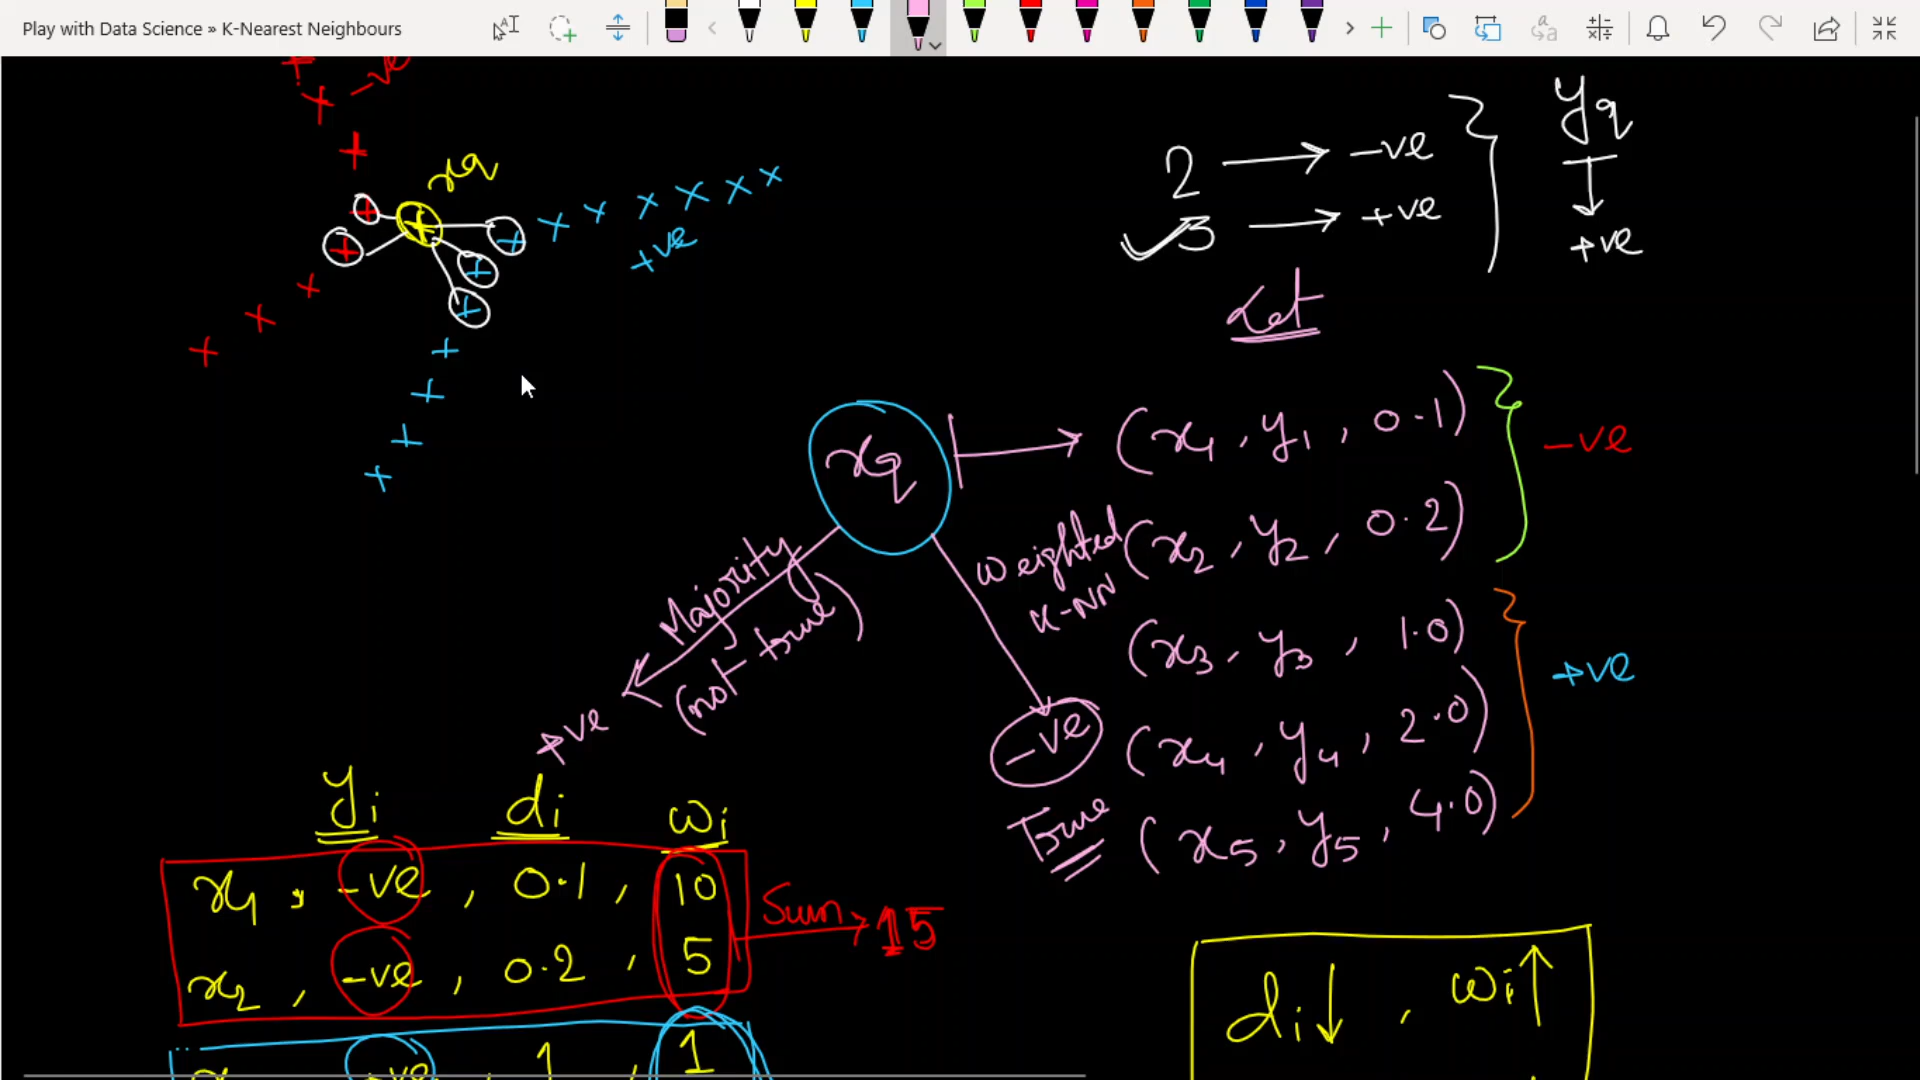 Play with Data Science » K-Nearest Neighbours
-ve
xq
+ve
2 → -ve
3 → +ve
yq
+ve
Let
xq
(x1, y1, 0.1)
(x2, y2, 0.2)
-ve
(x3, y3, 1.0)
(x4, y4, 2.0)
(x5, y5, 4.0)
+ve
Majority
(not true)
+ve
Weighted
K-NN
-ve
True
yi di wi
x1, -ve, 0.1, 10
x2, -ve, 0.2, 5
Sum → 15
1, 1
di↓, wi↑